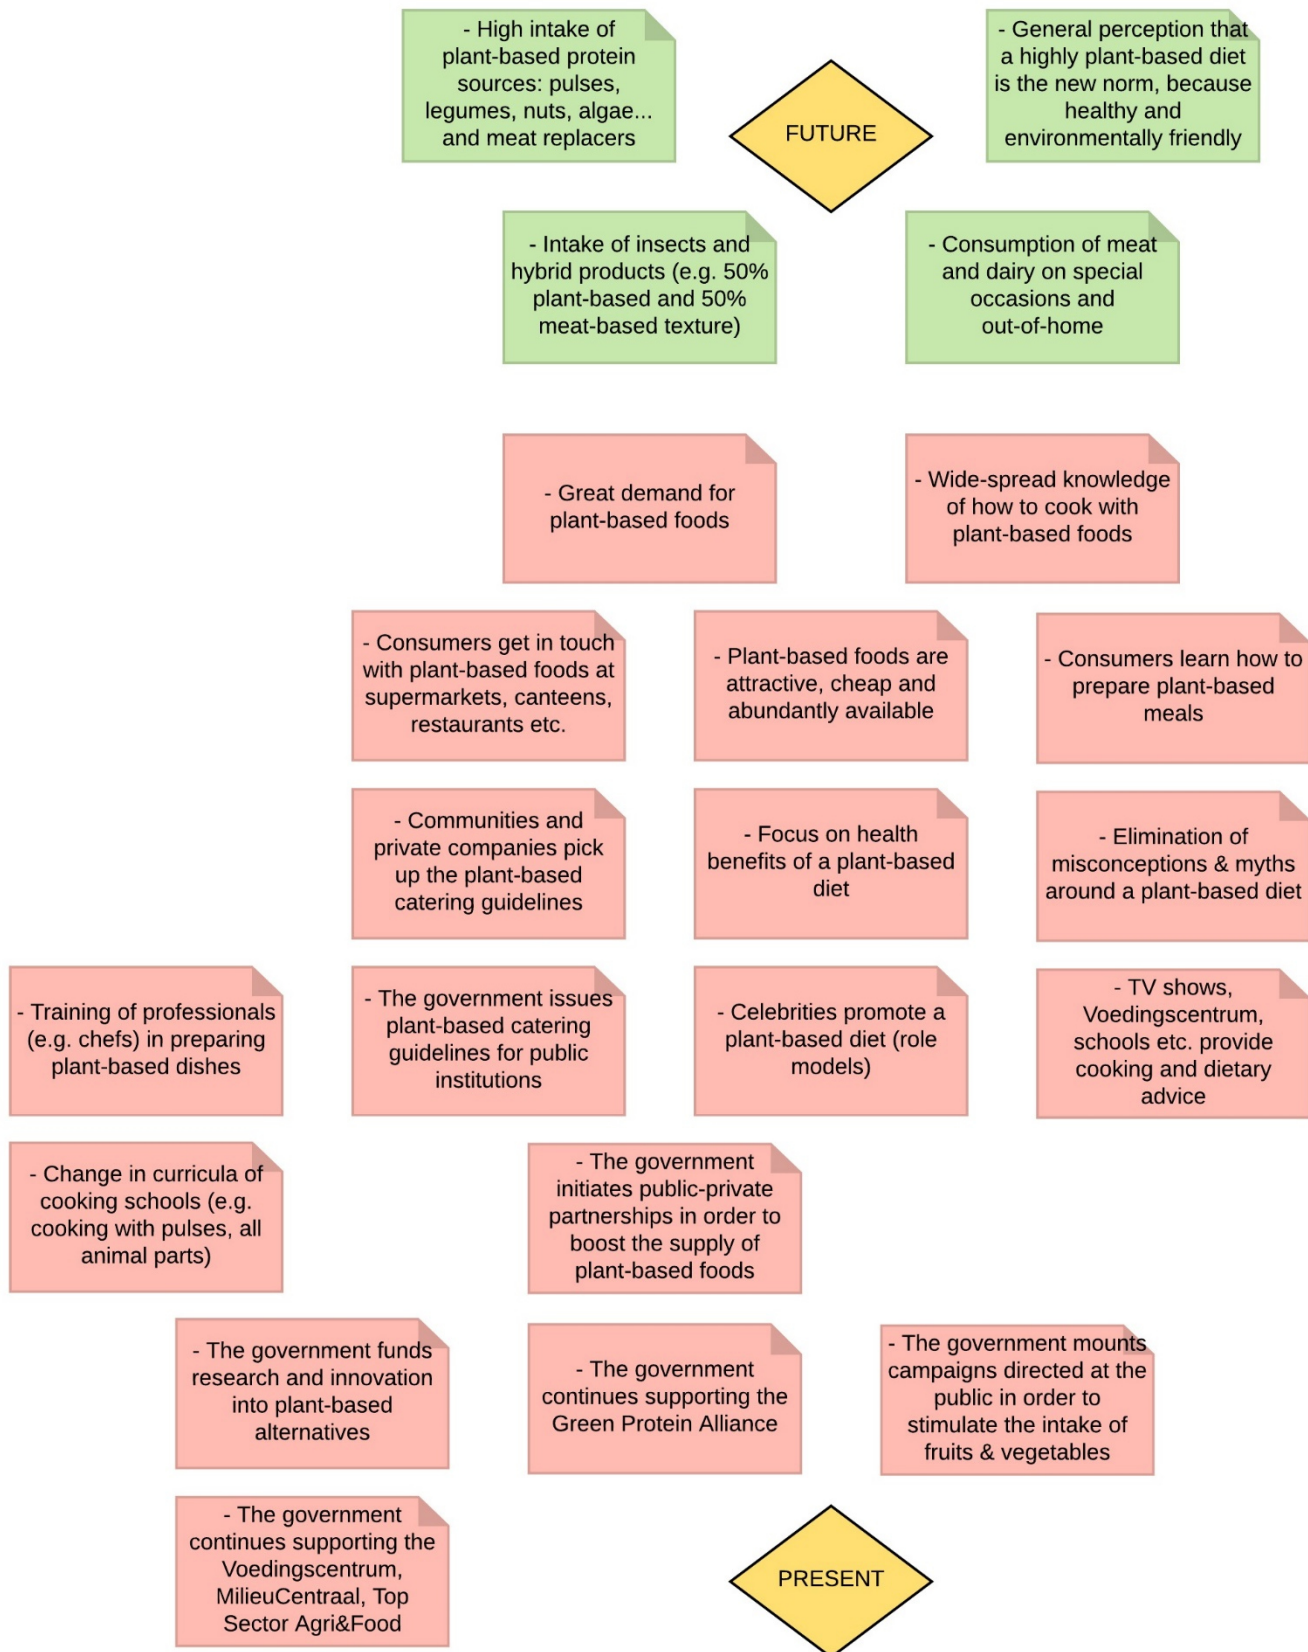 - High intake of
plant-based protein
sources: pulses,
legumes, nuts, algae...
and meat replacers
FUTURE
- General perception that
a highly plant-based diet
is the new norm, because
healthy and
environmentally friendly
- Intake of insects and
hybrid products (e.g. 50%
plant-based and 50%
meat-based texture)
- Consumption of meat
and dairy on special
occasions and
out-of-home
- Great demand for
plant-based foods
- Wide-spread knowledge
of how to cook with
plant-based foods
- Consumers get in touch
with plant-based foods at
supermarkets, canteens,
restaurants etc.
- Plant-based foods are
attractive, cheap and
abundantly available
- Consumers learn how to
prepare plant-based
meals
- Communities and
private companies pick
up the plant-based
catering guidelines
- Focus on health
benefits of a plant-based
diet
- Elimination of
misconceptions & myths
around a plant-based diet
- Training of professionals
(e.g. chefs) in preparing
plant-based dishes
- The government issues
plant-based catering
guidelines for public
institutions
- Celebrities promote a
plant-based diet (role
models)
- TV shows,
Voedingscentrum,
schools etc. provide
cooking and dietary
advice
- Change in curricula of
cooking schools (e.g.
cooking with pulses, all
animal parts)
- The government
initiates public-private
partnerships in order to
boost the supply of
plant-based foods
- The government funds
research and innovation
into plant-based
alternatives
- The government
continues supporting the
Green Protein Alliance
- The government mounts
campaigns directed at the
public in order to
stimulate the intake of
fruits & vegetables
- The government
continues supporting the
Voedingscentrum,
MilieuCentraal, Top
Sector Agri&Food
PRESENT